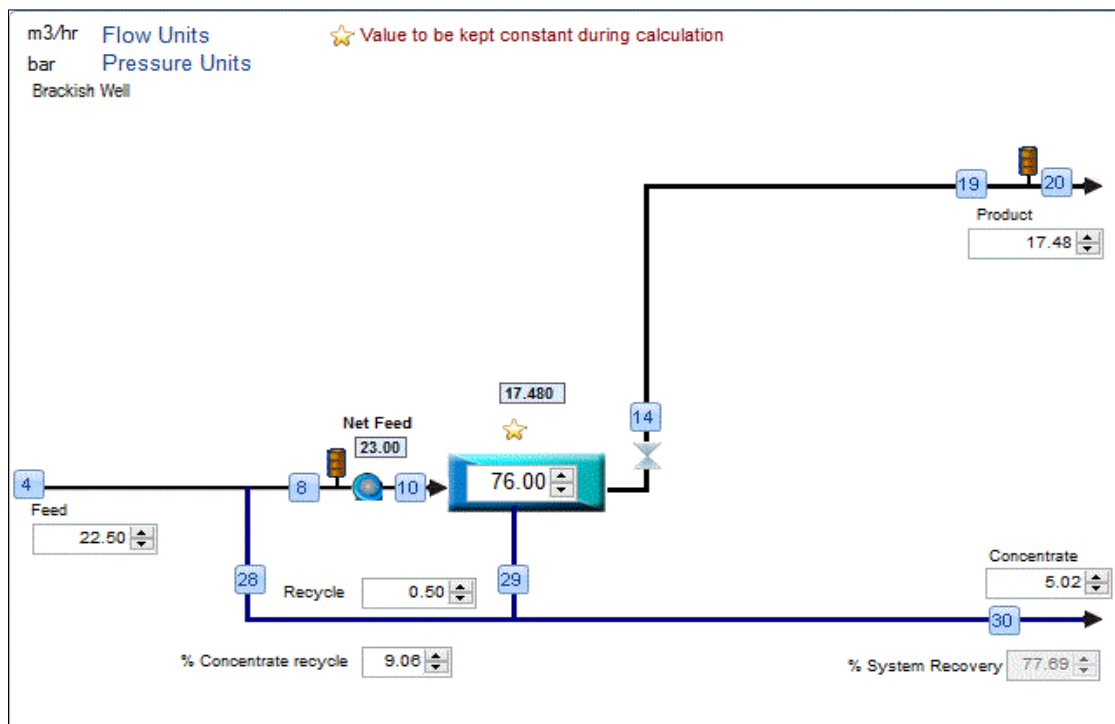 m3/hr Flow Units
Value to be kept constant during calculation
bar Pressure Units
Brackish Well
19
20
Product
17.48
17.480
14
Net Feed
23.00
4
8
10
76.00
Feed
22.50
28
Recycle
0.50
29
Concentrate
5.02
30
% Concentrate recycle
9.06
% System Recovery
77.69